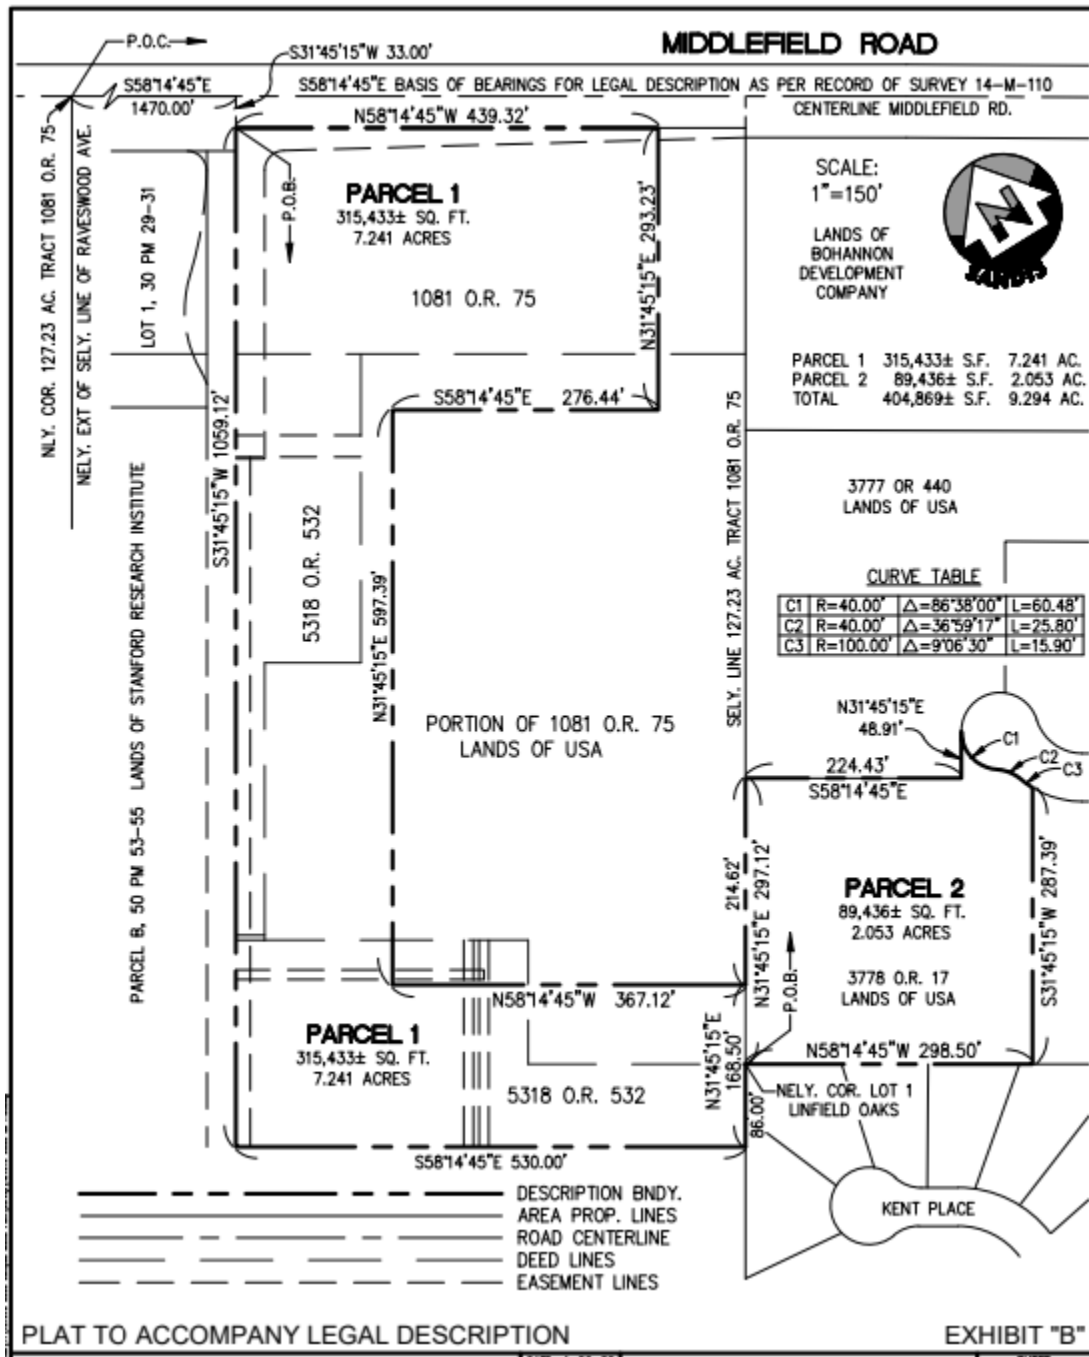 P.O.C.
S31°45'15"W 33.00'
MIDDLEFIELD ROAD
S58°14'45"E
1470.00'
S58°14'45"E BASIS OF BEARINGS FOR LEGAL DESCRIPTION AS PER RECORD OF SURVEY 14-M-110
CENTERLINE MIDDLEFIELD RD.
N58°14'45"W 439.32'
NLY. COR. 127.23 AC. TRACT 1081 O.R. 75
NELY. EXT OF SELY. LINE OF RAVESWOOD AVE.
LOT 1, 30 PM 29-31
P.O.B.
PARCEL 1
315,433± SQ. FT.
7.241 ACRES
1081 O.R. 75
N31°45'15"E 293.23'
SCALE:
1"=150'
LANDS OF
BOHANNON
DEVELOPMENT
COMPANY
PARCEL 1 315,433± S.F. 7.241 AC.
PARCEL 2 89,436± S.F. 2.053 AC.
TOTAL 404,869± S.F. 9.294 AC.
S58°14'45"E 276.44'
S31°45'15"W 1059.12'
5318 O.R. 532
N31°45'15"E 597.39'
PARCEL B, 50 PM 53-55 LANDS OF STANFORD RESEARCH INSTITUTE
SELY. LINE 127.23 AC. TRACT 1081 O.R. 75
3777 OR 440
LANDS OF USA
CURVE TABLE
C1 R=40.00' Δ=86°38'00" L=60.48'
C2 R=40.00' Δ=36°59'17" L=25.80'
C3 R=100.00' Δ=9°06'30" L=15.90'
PORTION OF 1081 O.R. 75
LANDS OF USA
N31°45'15"E
48.91'
C1
C2
C3
224.43'
S58°14'45"E
214.62'
N31°45'15"E 297.12'
PARCEL 2
89,436± SQ. FT.
2.053 ACRES
3778 O.R. 17
LANDS OF USA
P.O.B.
S31°45'15"W 287.39'
N58°14'45"W 367.12'
PARCEL 1
315,433± SQ. FT.
7.241 ACRES
5318 O.R. 532
N31°45'15"E
168.50'
86.00'
N58°14'45"W 298.50'
NELY. COR. LOT 1
LINFIELD OAKS
S58°14'45"E 530.00'
KENT PLACE
DESCRIPTION BNDY.
AREA PROP. LINES
ROAD CENTERLINE
DEED LINES
EASEMENT LINES
PLAT TO ACCOMPANY LEGAL DESCRIPTION
EXHIBIT "B"